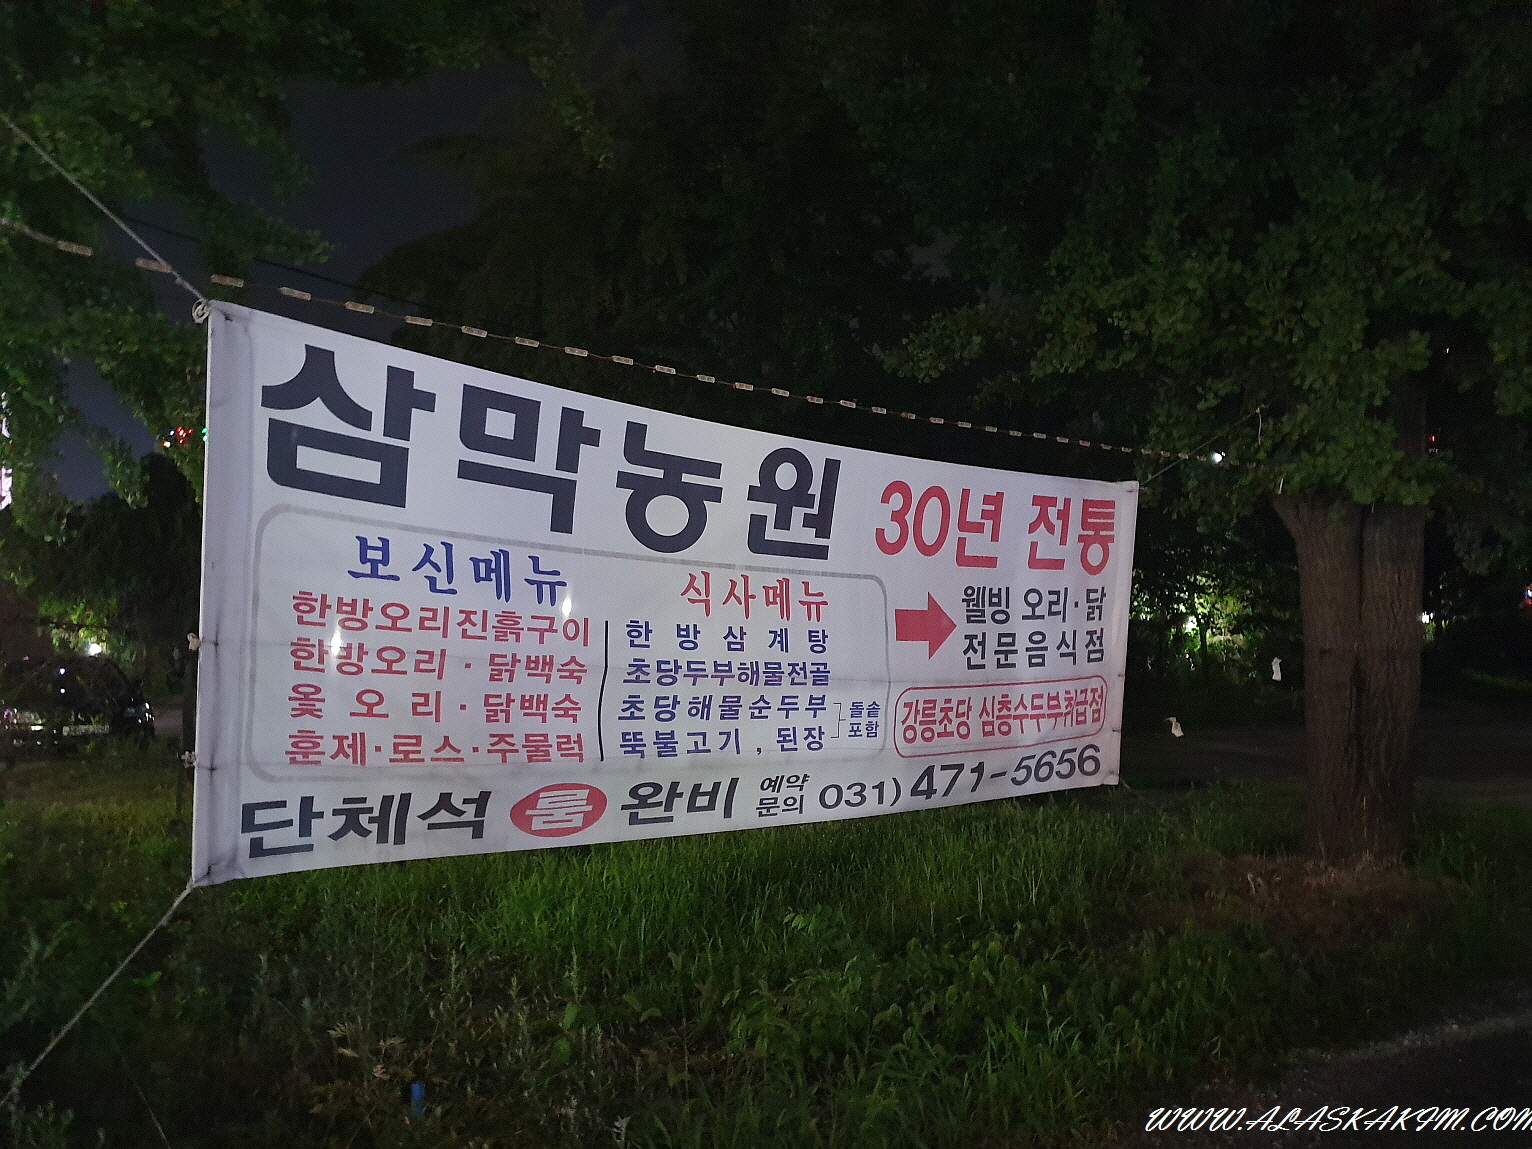 삼막농원 30년 전통
보신메뉴
한방오리진흙구이
한방오리·닭백숙
옻오리·닭백숙
훈제·로스·주물럭
식사메뉴
한방삼계탕
초당두부해물전골
초당해물순두부
뚝불고기, 된장
돌솥
포함
웰빙 오리·닭
전문음식점
강릉초당 심층수두부취급점
단체석 룸 완비 예약문의 031) 471-5656
WWW.ALASKAKIM.COM